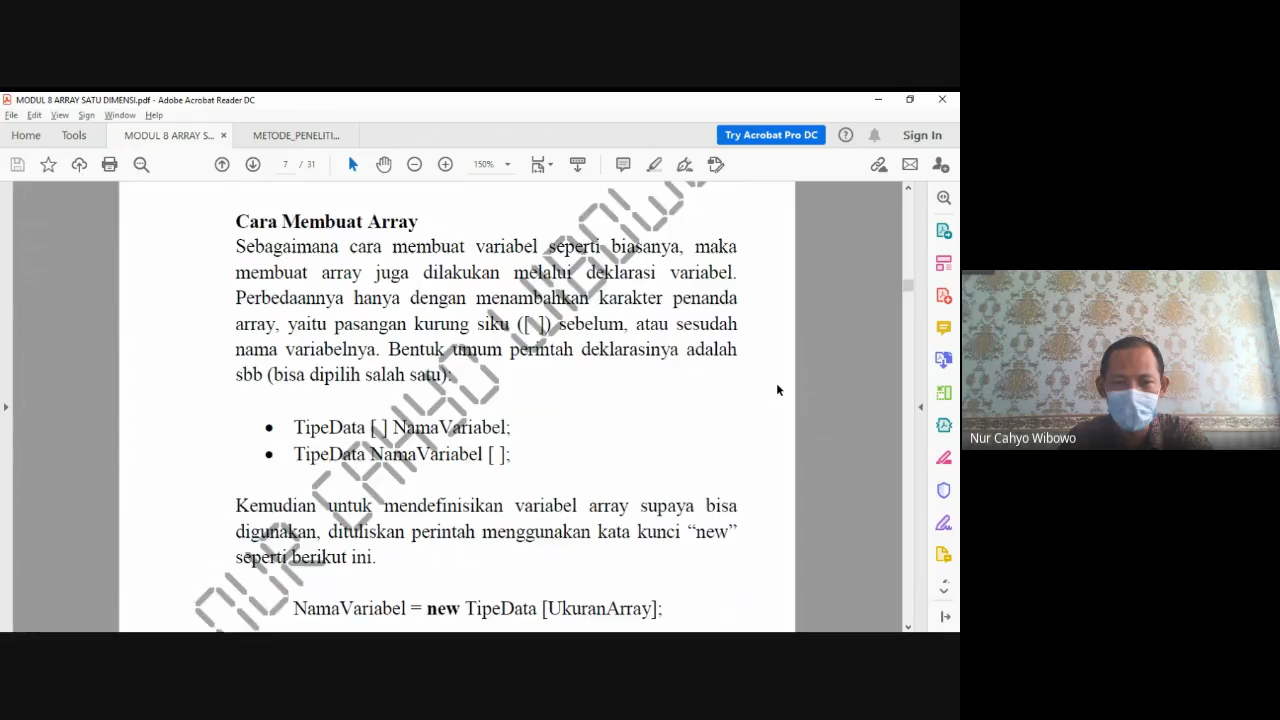 MODUL 8 ARRAY SATU DIMENSI.pdf - Adobe Acrobat Reader DC
File Edit View Sign Window Help
Home Tools MODUL 8 ARRAY S... × METODE_PENELITI... Try Acrobat Pro DC Sign In
7 / 31 150%
Cara Membuat Array
Sebagaimana cara membuat variabel seperti biasanya, maka
membuat array juga dilakukan melalui deklarasi variabel.
Perbedaannya hanya dengan menambahkan karakter penanda
array, yaitu pasangan kurung siku ([ ]) sebelum, atau sesudah
nama variabelnya. Bentuk umum perintah deklarasinya adalah
sbb (bisa dipilih salah satu):
• TipeData [ ] NamaVariabel;
• TipeData NamaVariabel [ ];
Kemudian untuk mendefinisikan variabel array supaya bisa
digunakan, dituliskan perintah menggunakan kata kunci “new”
seperti berikut ini.
NamaVariabel = new TipeData [UkuranArray];
NUR CAHYO WIBOWO
Nur Cahyo Wibowo